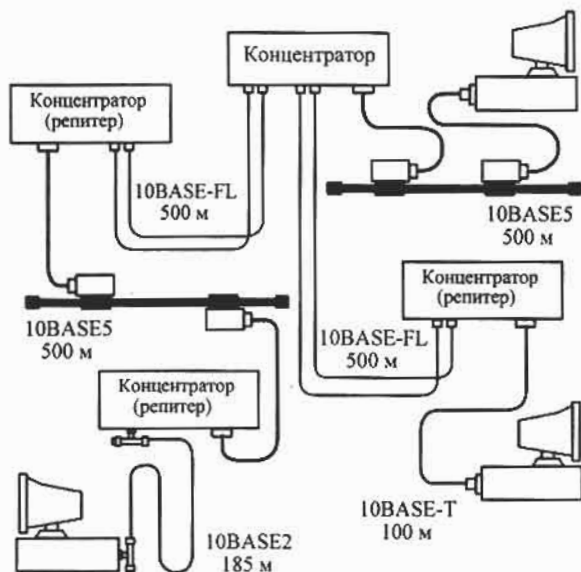 Концентратор
Концентратор
(репитер)
10BASE-FL
500 м
10BASE5
500 м
Концентратор
(репитер)
10BASE5
500 м
10BASE-FL
500 м
Концентратор
(репитер)
10BASE-T
100 м
10BASE2
185 м